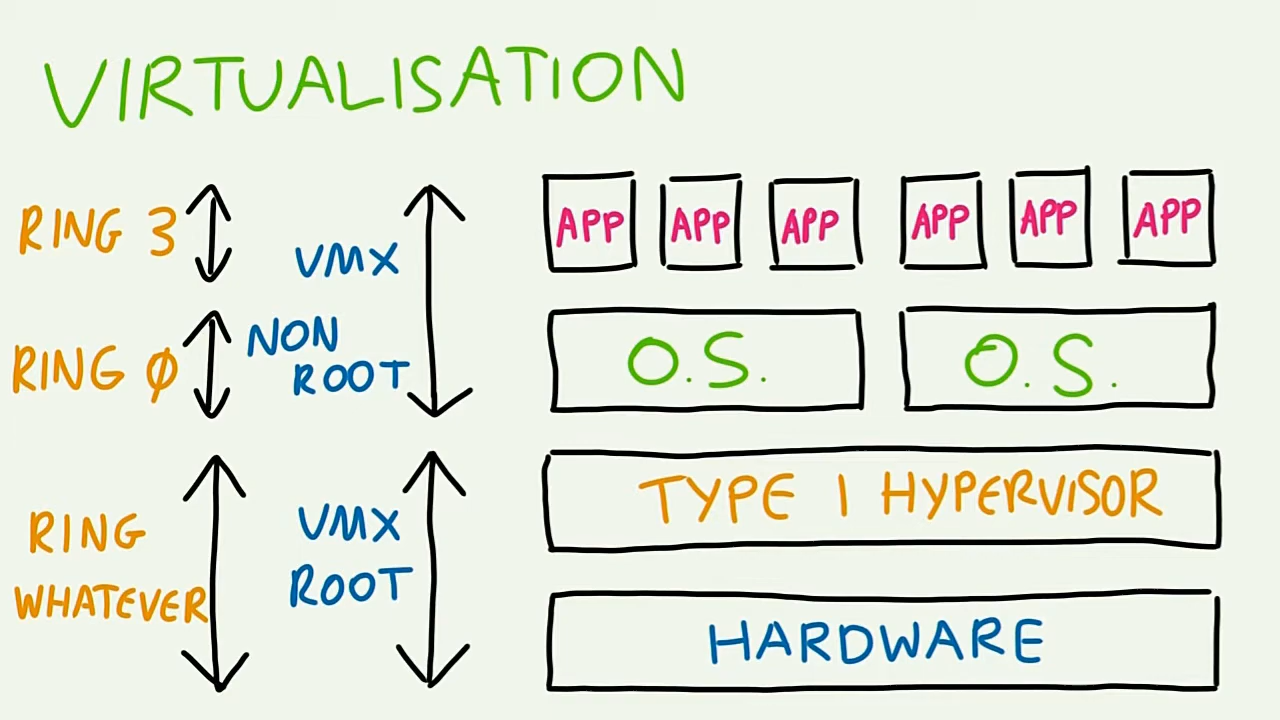 VIRTUALISATION
RING 3
VMX
NON
ROOT
RING 0
RING
WHATEVER
VMX
ROOT
APP APP APP APP APP APP
O.S. O.S.
TYPE 1 HYPERVISOR
HARDWARE